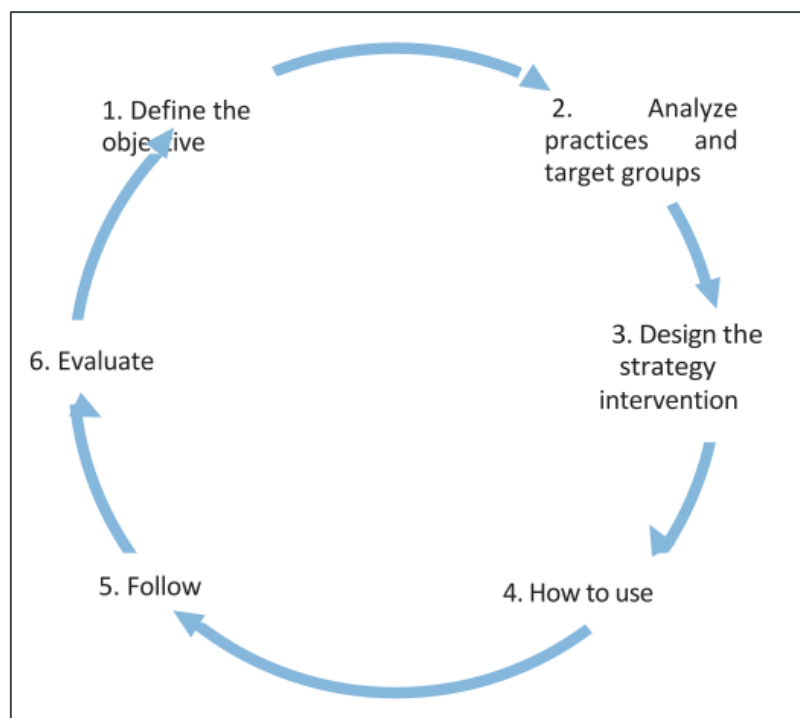 1. Define the
objective
2. Analyze
practices and
target groups
3. Design the
strategy
intervention
4. How to use
5. Follow
6. Evaluate